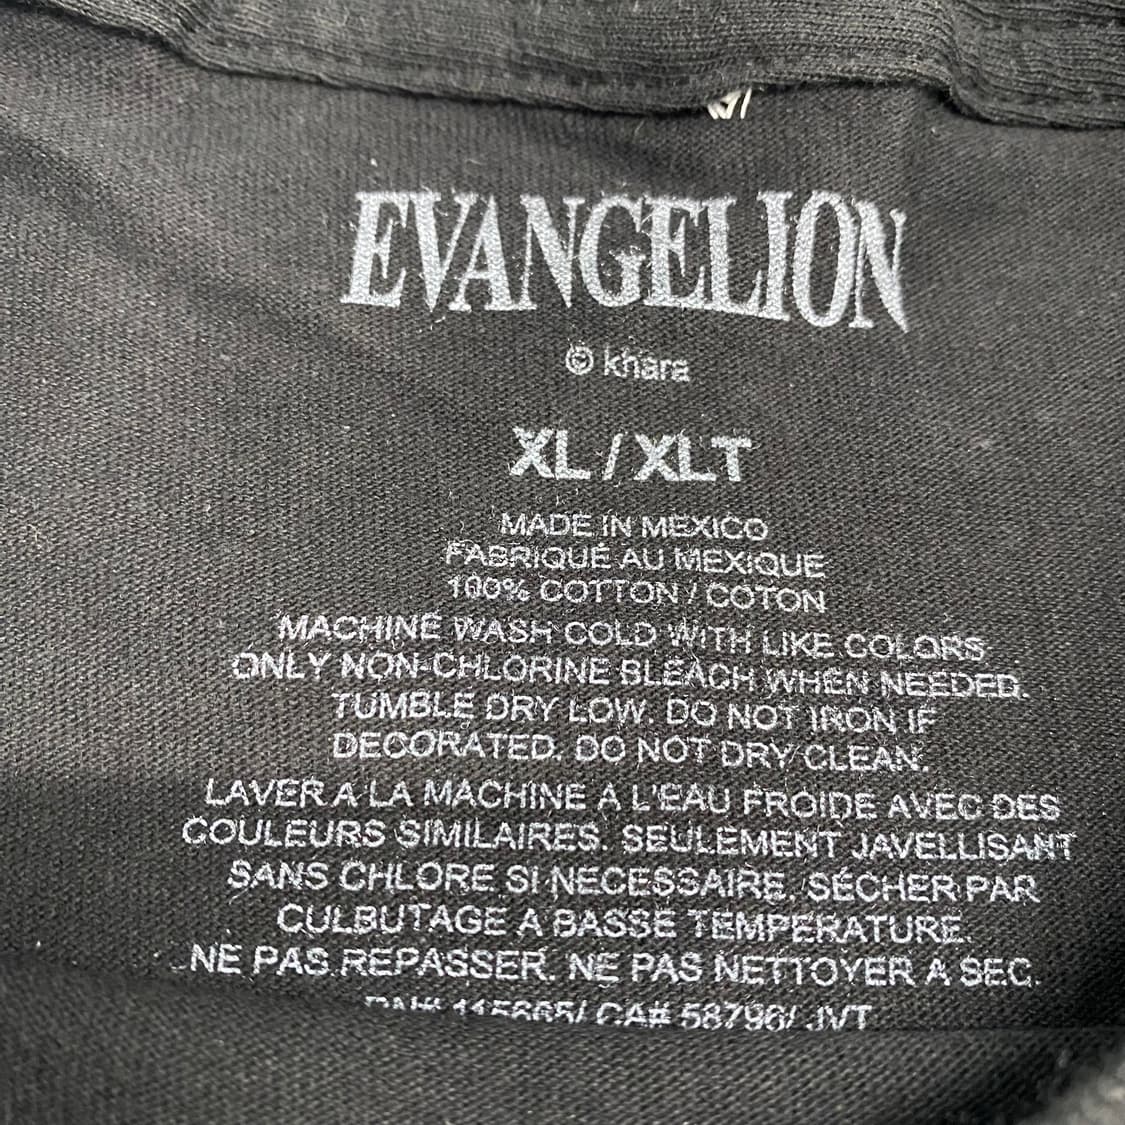 EVANGELION
© khara
XL / XLT
MADE IN MEXICO
FABRIQUÉ AU MEXIQUE
100% COTTON / COTON
MACHINE WASH COLD WITH LIKE COLORS
ONLY NON-CHLORINE BLEACH WHEN NEEDED.
TUMBLE DRY LOW. DO NOT IRON IF
DECORATED. DO NOT DRY CLEAN.
LAVER A LA MACHINE A L'EAU FROIDE AVEC DES
COULEURS SIMILAIRES. SEULEMENT JAVELLISANT
SANS CHLORE SI NECESSAIRE. SÉCHER PAR
CULBUTAGE A BASSE TEMPERATURE.
NE PAS REPASSER. NE PAS NETTOYER A SEC.
CA# 58796/ JVT